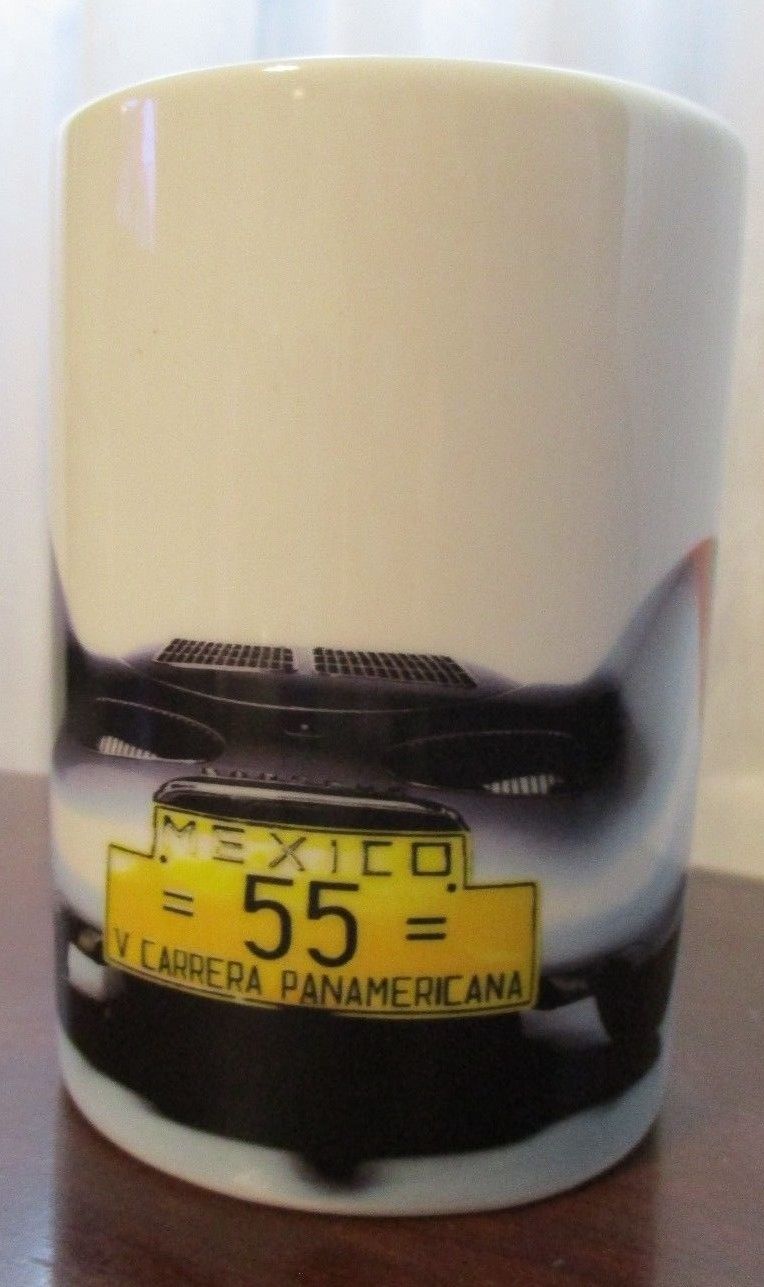 MEXICO
= 55 =
V CARRERA PANAMERICANA